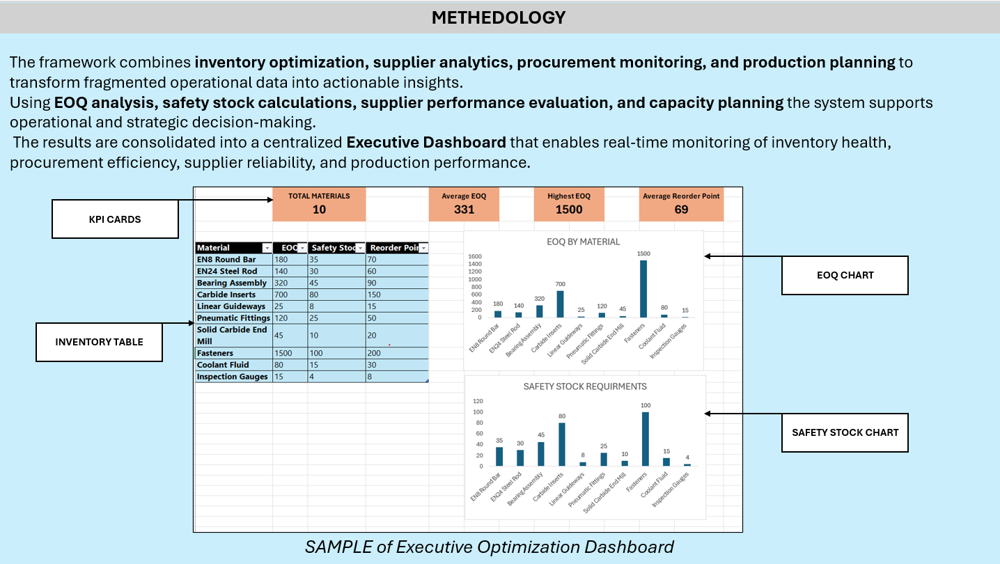 METHEDOLOGY
The framework combines inventory optimization, supplier analytics, procurement monitoring, and production planning to
transform fragmented operational data into actionable insights.
Using EOQ analysis, safety stock calculations, supplier performance evaluation, and capacity planning the system supports
operational and strategic decision-making.
The results are consolidated into a centralized Executive Dashboard that enables real-time monitoring of inventory health,
procurement efficiency, supplier reliability, and production performance.
KPI CARDS
INVENTORY TABLE
TOTAL MATERIALS
10
Average EOQ
331
Highest EOQ
1500
Average Reorder Point
69
Material EOQ Safety Stoc Reorder Poin
EN8 Round Bar 180 35 70
EN24 Steel Rod 140 30 60
Bearing Assembly 320 45 90
Carbide Inserts 700 80 150
Linear Guideways 25 8 15
Pneumatic Fittings 120 25 50
Solid Carbide End
Mill 45 10 20
Fasteners 1500 100 200
Coolant Fluid 80 15 30
Inspection Gauges 15 4 8
EOQ BY MATERIAL
1600
1400
1200
1000
800
600
400
200
0
180 140 320 700 25 120 45 1500 80 15
EN8 Round Bar
EN24 Steel Rod
Bearing Assembly
Carbide Inserts
Linear Guideways
Pneumatic Fittings
Solid Carbide End Mill
Fasteners
Coolant Fluid
Inspection Gauges
EOQ CHART
SAFETY STOCK REQUIRMENTS
120
100
80
60
40
20
0
35 30 45 80 8 25 10 100 15 4
EN8 Round Bar
EN24 Steel Rod
Bearing Assembly
Carbide Inserts
Linear Guideways
Pneumatic Fittings
Solid Carbide End Mill
Fasteners
Coolant Fluid
Inspection Gauges
SAFETY STOCK CHART
SAMPLE of Executive Optimization Dashboard